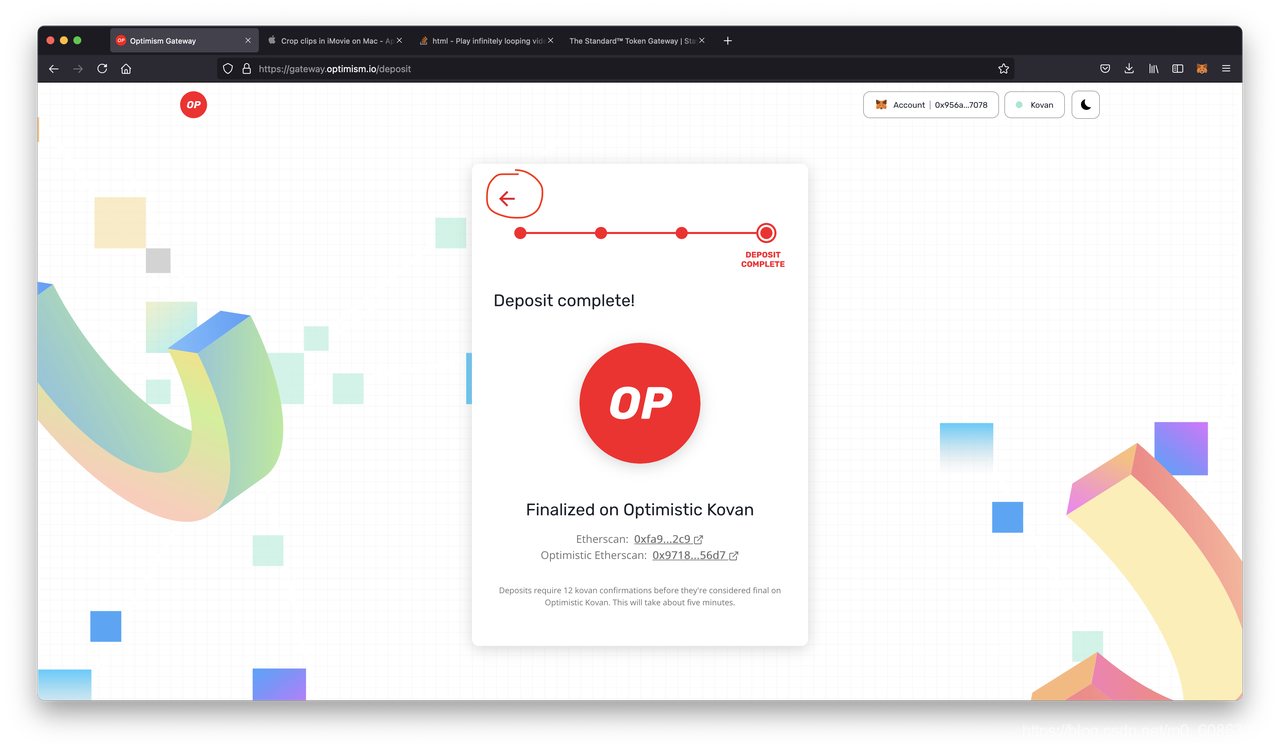 OP Optimism Gateway
Crop clips in iMovie on Mac - Ap
html - Play infinitely looping vid
The Standard™ Token Gateway | Sta
https://gateway.optimism.io/deposit
OP
Account | 0x956a...7078
Kovan
DEPOSIT
COMPLETE
Deposit complete!
OP
Finalized on Optimistic Kovan
Etherscan: 0xfa9...2c9
Optimistic Etherscan: 0x9718...56d7
Deposits require 12 kovan confirmations before they're considered final on
Optimistic Kovan. This will take about five minutes.